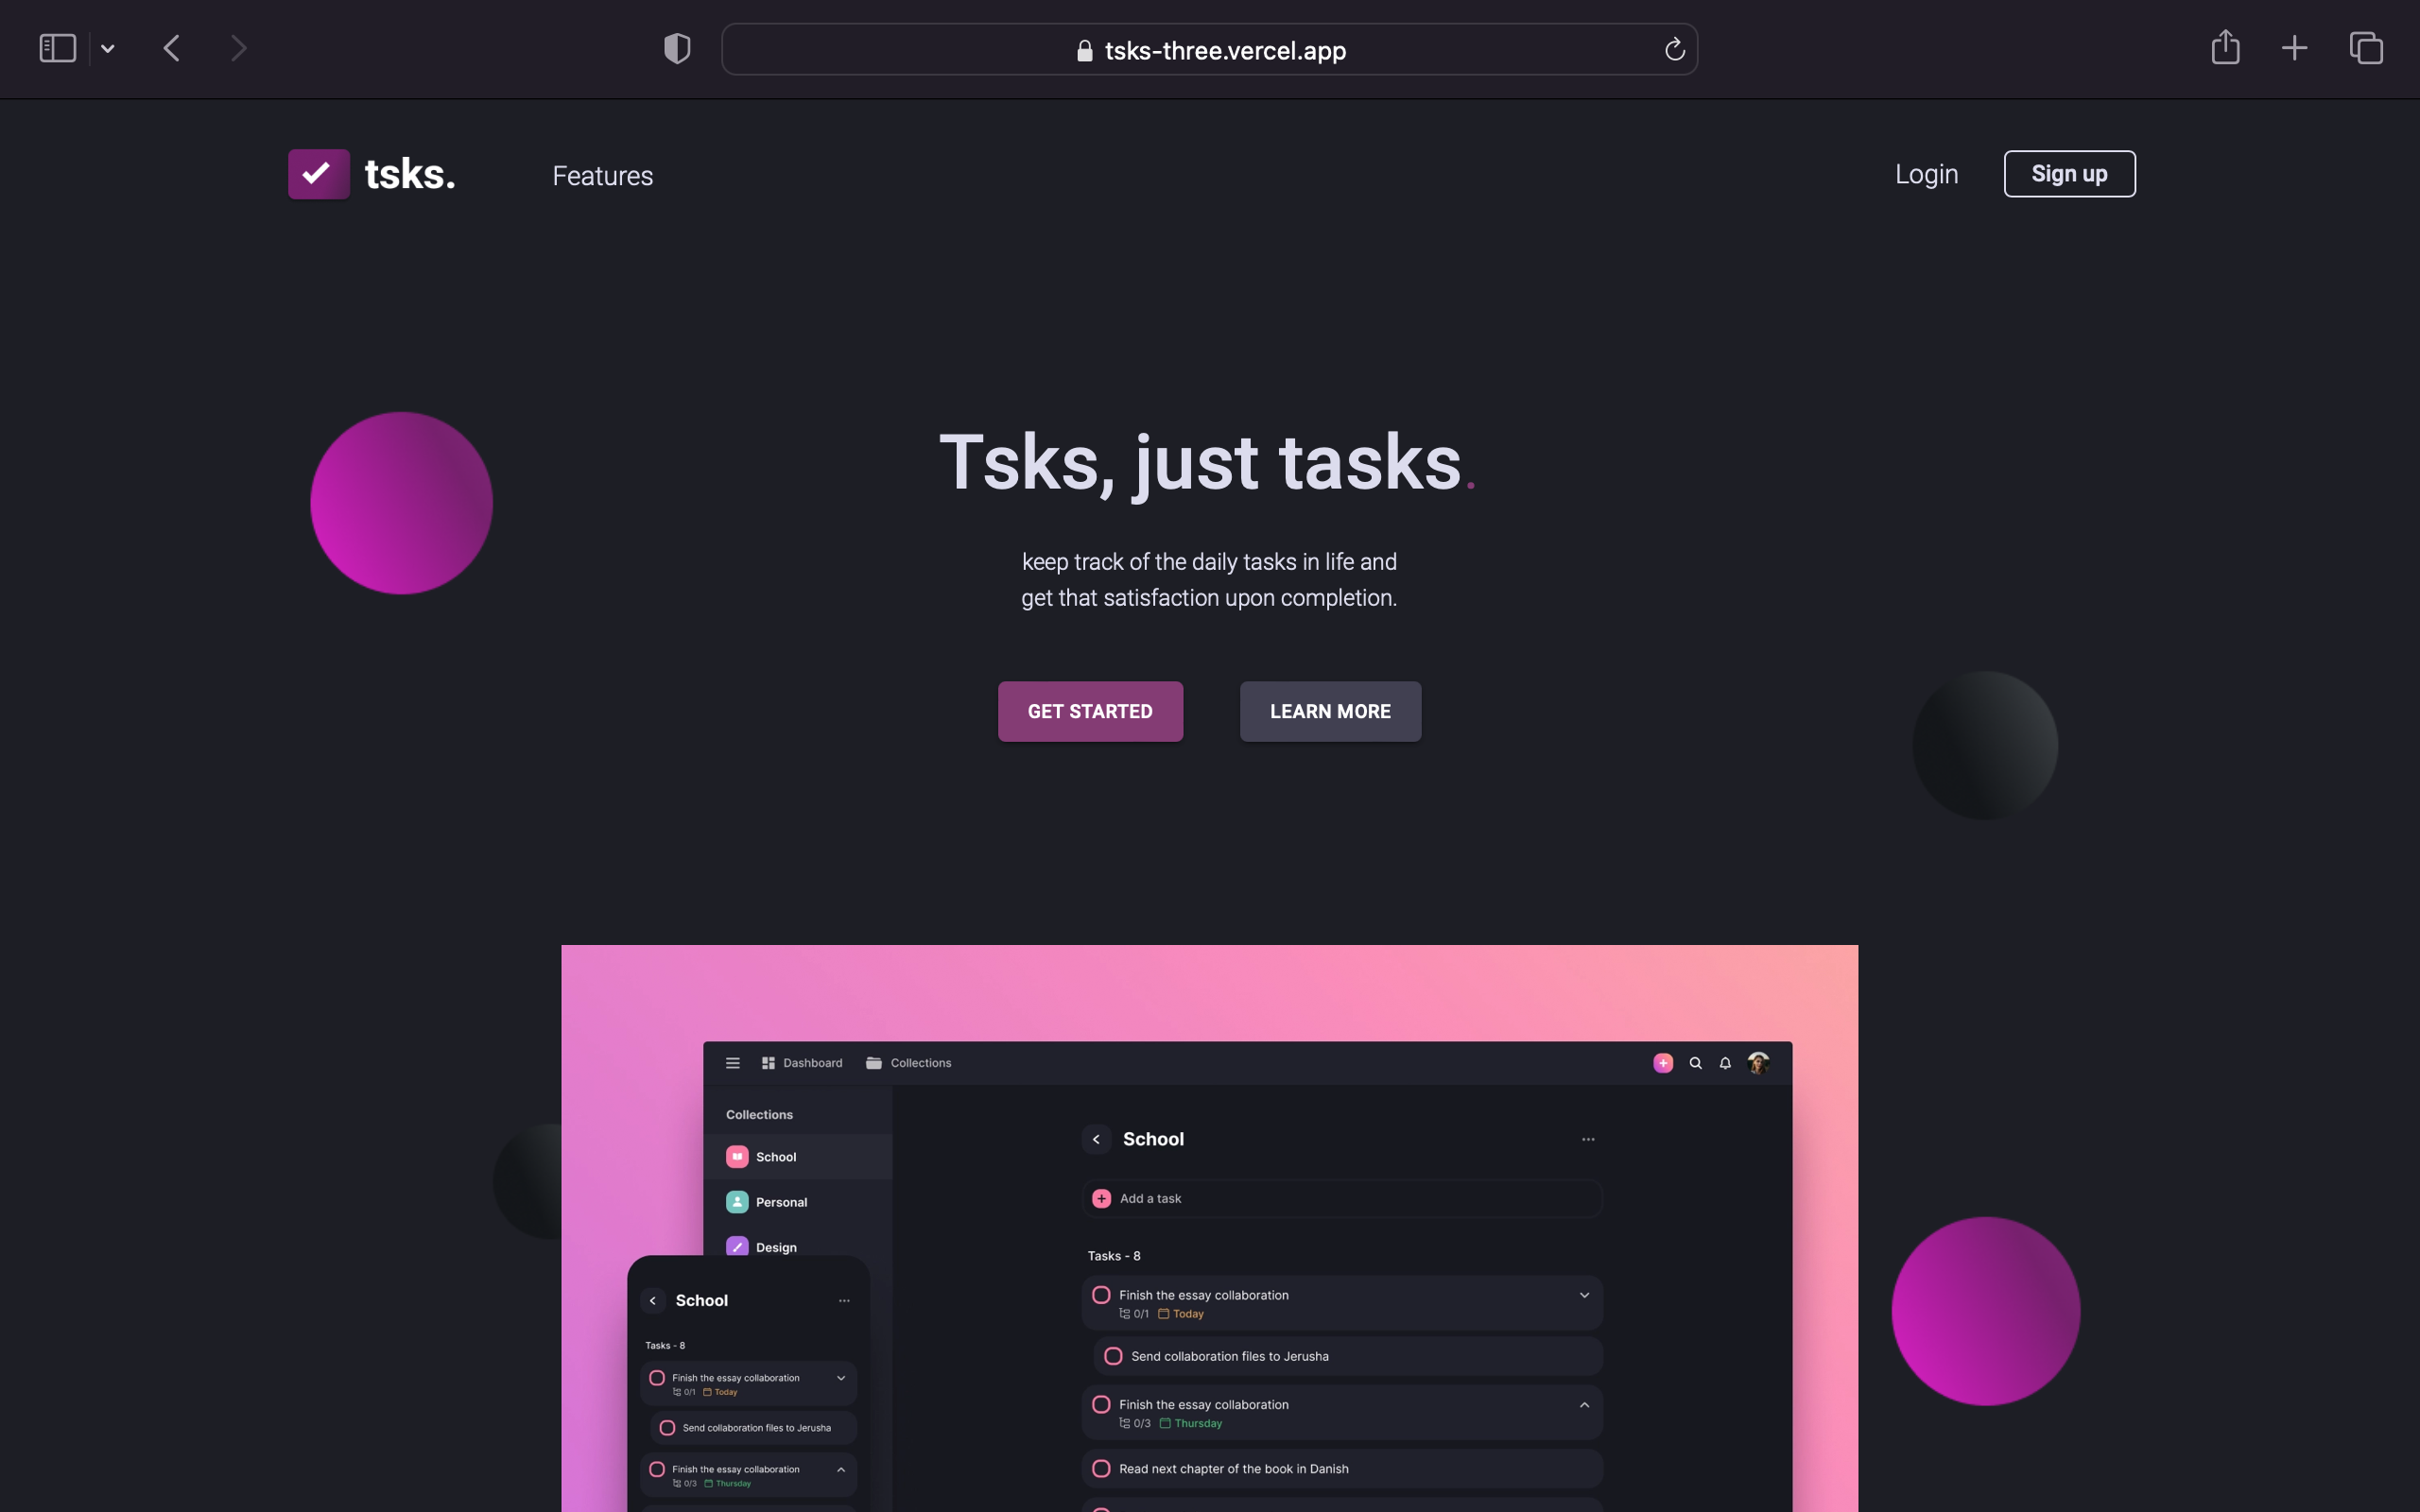 tsks-three.vercel.app
tsks.
Features
Login
Sign up
Tsks, just tasks.
keep track of the daily tasks in life and
get that satisfaction upon completion.
GET STARTED
LEARN MORE
Dashboard
Collections
Collections
School
Personal
Design
School
Add a task
Tasks - 8
Finish the essay collaboration
0/1 Today
Send collaboration files to Jerusha
Finish the essay collaboration
0/3 Thursday
Read next chapter of the book in Danish
School
Tasks - 8
Finish the essay collaboration
0/1 Today
Send collaboration files to Jerusha
Finish the essay collaboration
0/3 Thursday